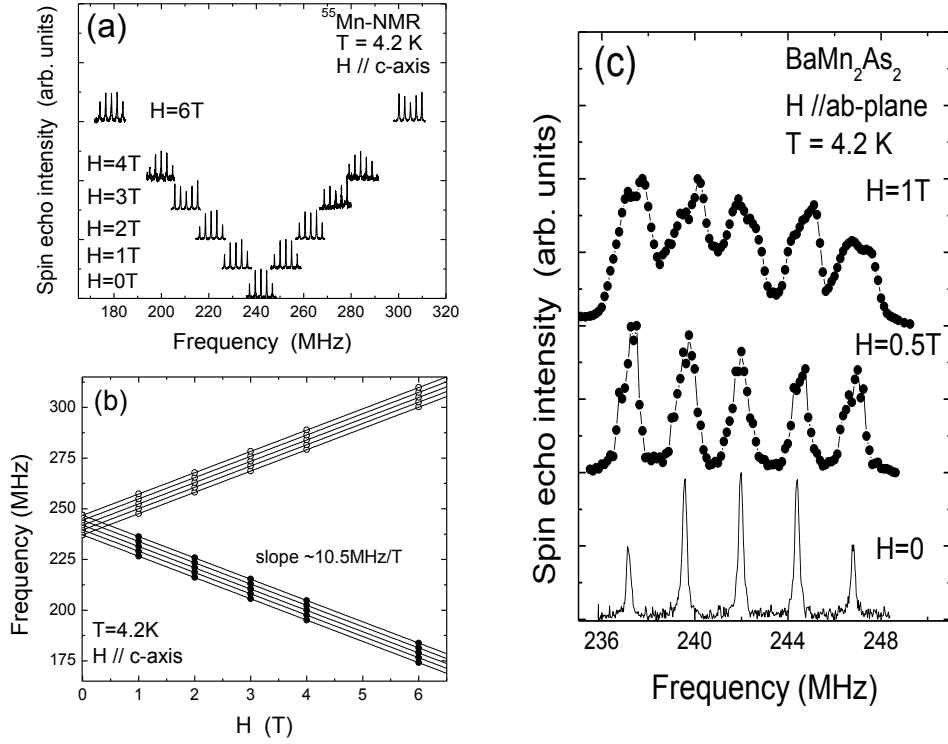 (a)
⁵⁵Mn-NMR
T = 4.2 K
H // c-axis
H=6T
H=4T
H=3T
H=2T
H=1T
H=0T
Spin echo intensity (arb. units)
180 200 220 240 260 280 300 320
Frequency (MHz)
(b)
300
275
250
225
200
175
slope ~10.5MHz/T
T=4.2K
H // c-axis
Frequency (MHz)
0 1 2 3 4 5 6
H (T)
(c)
BaMn₂As₂
H //ab-plane
T = 4.2 K
H=1T
H=0.5T
H=0
Spin echo intensity (arb. units)
236 240 244 248
Frequency (MHz)